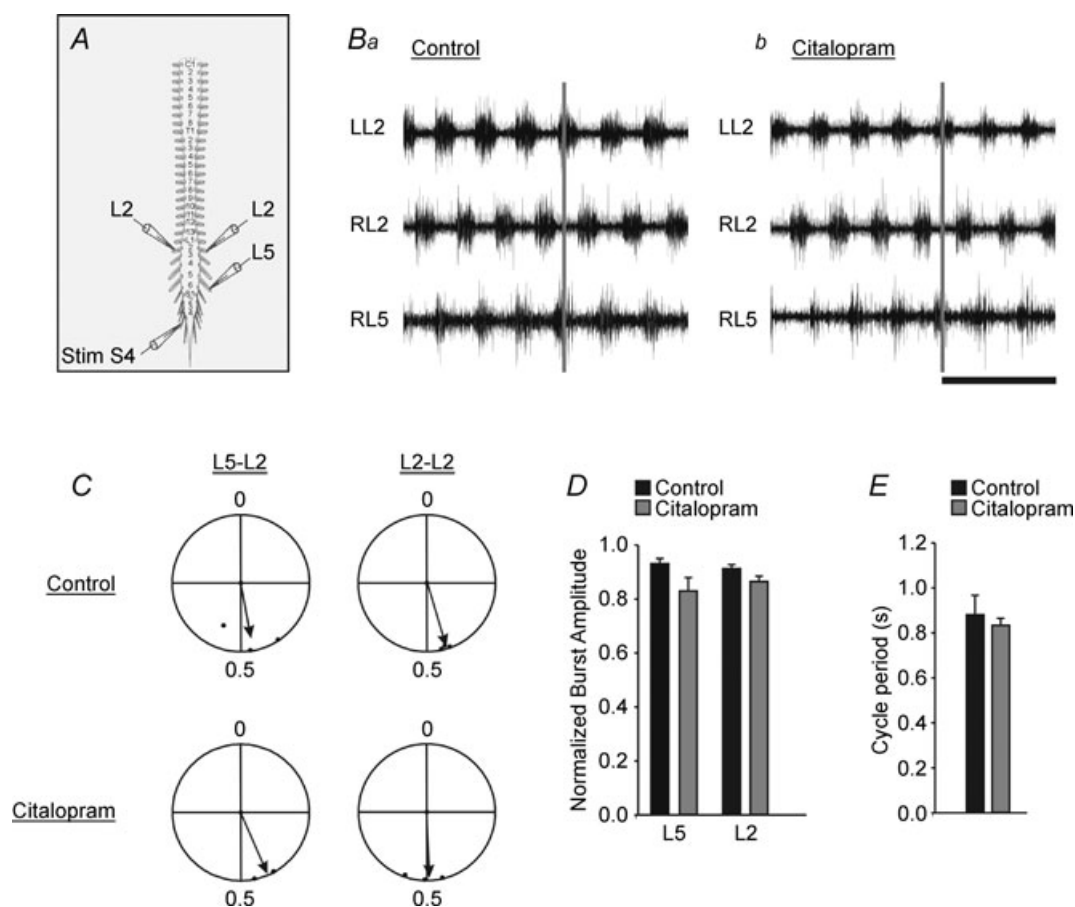 A
L2
L2
L5
Stim S4
Ba
Control
LL2
RL2
RL5
b
Citalopram
LL2
RL2
RL5
C
L5-L2
L2-L2
Control
0
0.5
0
0.5
Citalopram
0
0.5
0
0.5
D
Control
Citalopram
Normalized Burst Amplitude
1.0
0.8
0.6
0.4
0.2
0.0
L5
L2
E
Control
Citalopram
Cycle period (s)
1.2
1.0
0.8
0.6
0.4
0.2
0.0